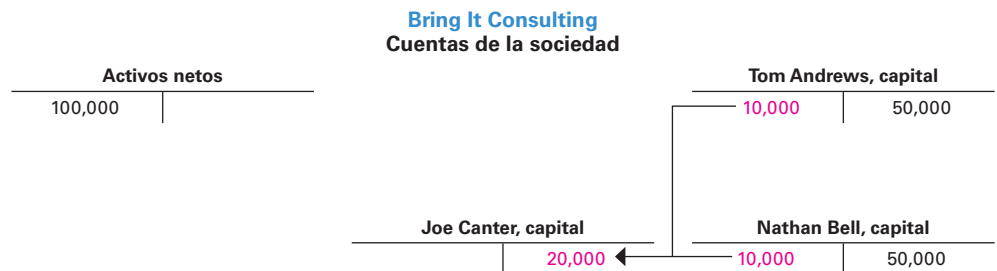 Bring It Consulting
Cuentas de la sociedad
Activos netos
100,000
Tom Andrews, capital
10,000 50,000
Joe Canter, capital
20,000
Nathan Bell, capital
10,000 50,000